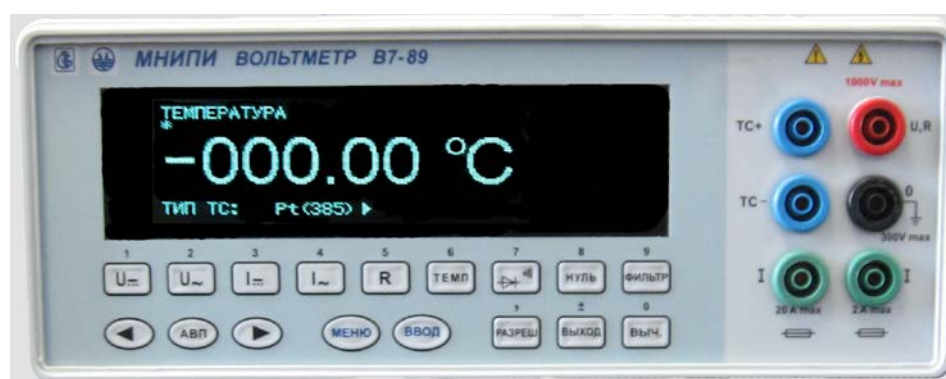 МНИПИ ВОЛЬТМЕТР В7-89
ТЕМПЕРАТУРА
*
-000.00 °C
ТИП ТС: Pt(385)
1 2 3 4 5 6 7 8 9
U⎓ U~ I⎓ I~ R ТЕМП НУЛЬ ФИЛЬТР
, ± 0
АВП МЕНЮ ВВОД РАЗРЕШ ВЫХОД ВЫЧ.
1000V max
ТС+ U,R
ТС- 0
300V max
I I
20 A max 2 A max